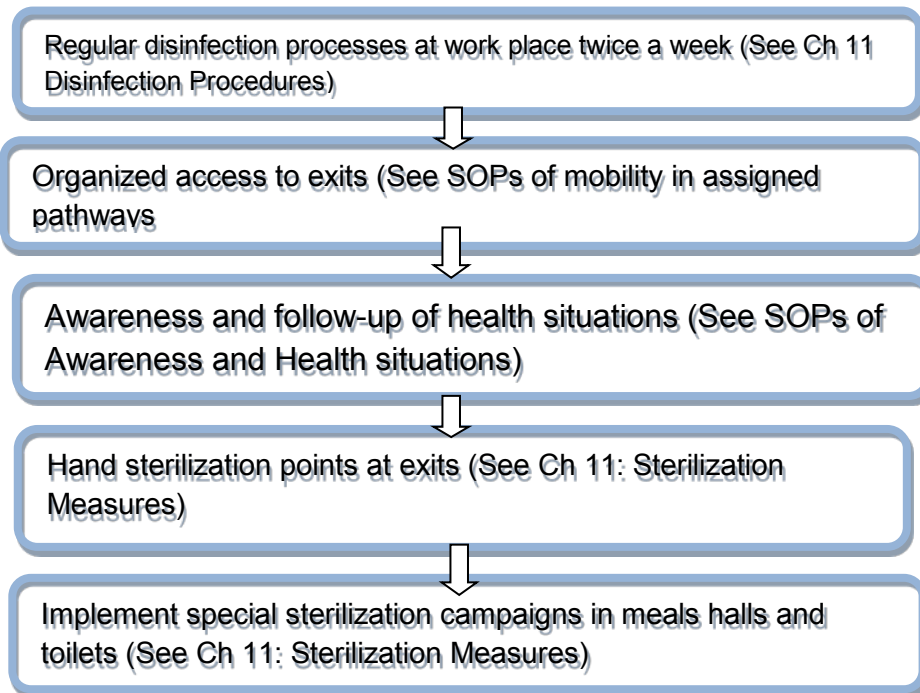 Regular disinfection processes at work place twice a week (See Ch 11
Disinfection Procedures)
Organized access to exits (See SOPs of mobility in assigned
pathways
Awareness and follow-up of health situations (See SOPs of
Awareness and Health situations)
Hand sterilization points at exits (See Ch 11: Sterilization
Measures)
Implement special sterilization campaigns in meals halls and
toilets (See Ch 11: Sterilization Measures)